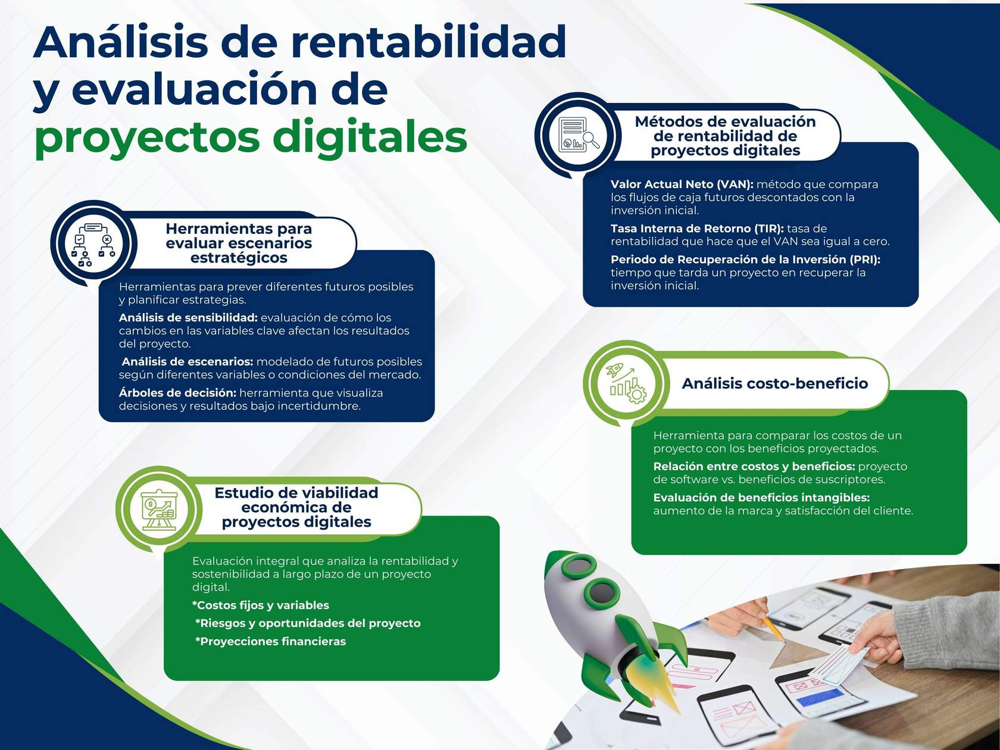 Análisis de rentabilidad
y evaluación de
proyectos digitales
Métodos de evaluación
de rentabilidad de
proyectos digitales
Valor Actual Neto (VAN): método que compara
los flujos de caja futuros descontados con la
inversión inicial.
Tasa Interna de Retorno (TIR): tasa de
rentabilidad que hace que el VAN sea igual a cero.
Periodo de Recuperación de la Inversión (PRI):
tiempo que tarda un proyecto en recuperar la
inversión inicial.
Herramientas para
evaluar escenarios
estratégicos
Herramientas para prever diferentes futuros posibles
y planificar estrategias.
Análisis de sensibilidad: evaluación de cómo los
cambios en las variables clave afectan los resultados
del proyecto.
Análisis de escenarios: modelado de futuros posibles
según diferentes variables o condiciones del mercado.
Árboles de decisión: herramienta que visualiza
decisiones y resultados bajo incertidumbre.
Análisis costo-beneficio
Herramienta para comparar los costos de un
proyecto con los beneficios proyectados.
Relación entre costos y beneficios: proyecto
de software vs. beneficios de suscriptores.
Evaluación de beneficios intangibles:
aumento de la marca y satisfacción del cliente.
Estudio de viabilidad
económica de
proyectos digitales
Evaluación integral que analiza la rentabilidad y
sostenibilidad a largo plazo de un proyecto
digital.
*Costos fijos y variables
*Riesgos y oportunidades del proyecto
*Proyecciones financieras